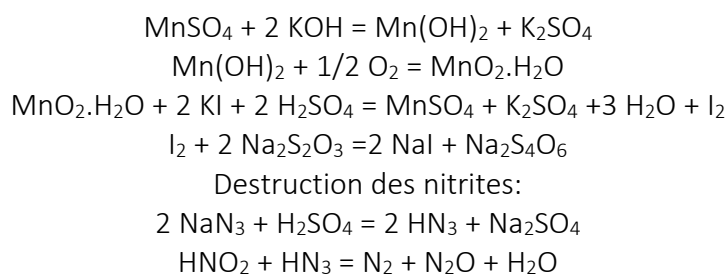 MnSO₄ + 2 KOH = Mn(OH)₂ + K₂SO₄
Mn(OH)₂ + 1/2 O₂ = MnO₂.H₂O
MnO₂.H₂O + 2 KI + 2 H₂SO₄ = MnSO₄ + K₂SO₄ +3 H₂O + I₂
I₂ + 2 Na₂S₂O₃ =2 NaI + Na₂S₄O₆
Destruction des nitrites:
2 NaN₃ + H₂SO₄ = 2 HN₃ + Na₂SO₄
HNO₂ + HN₃ = N₂ + N₂O + H₂O